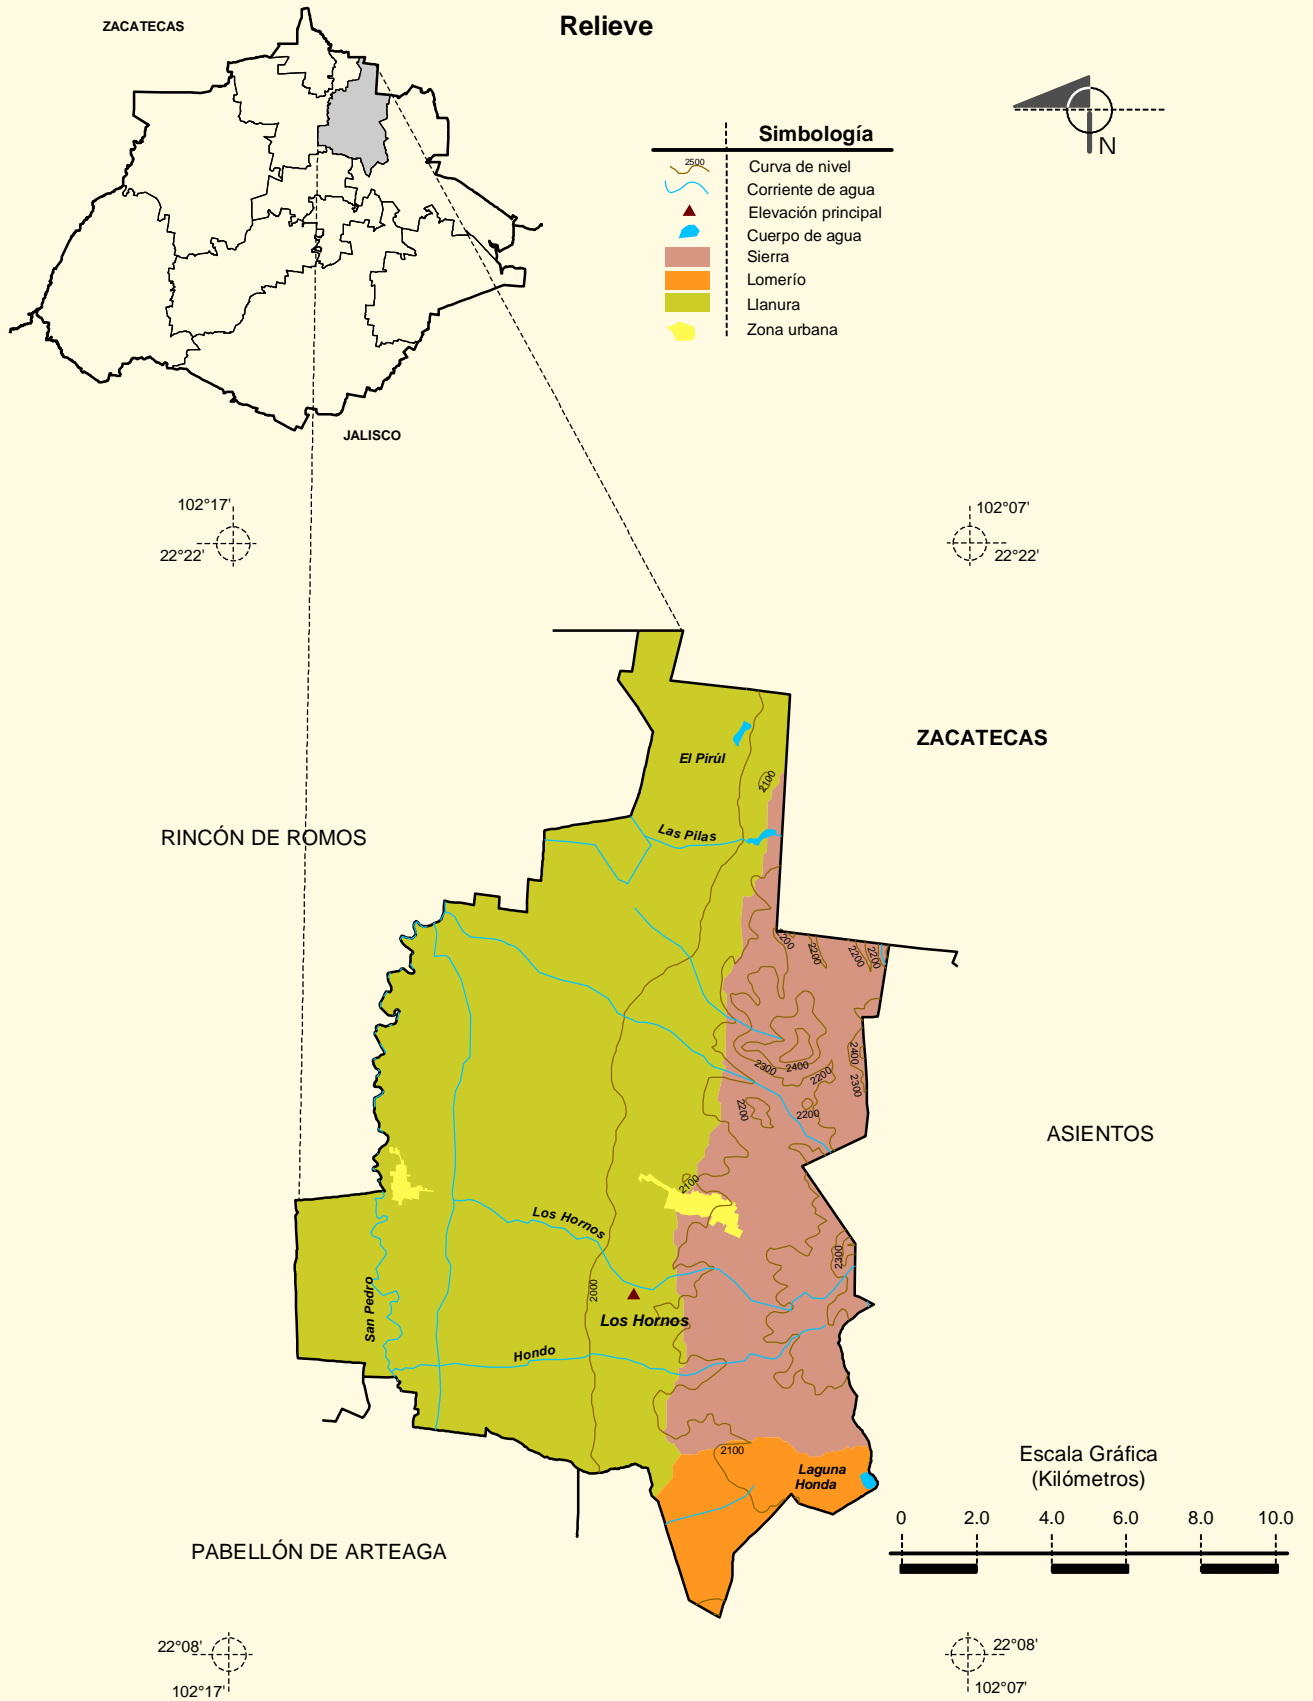 Relieve
ZACATECAS
JALISCO
N
Simbología
2500
Curva de nivel
Corriente de agua
Elevación principal
Cuerpo de agua
Sierra
Lomerío
Llanura
Zona urbana
102°17'
22°22'
102°07'
22°22'
ZACATECAS
El Pirúl
2100
RINCÓN DE ROMOS
Las Pilas
2200
2200
2200
2200
2300
2400
2200
2400
2300
2200
2200
ASIENTOS
2100
Los Hornos
2300
San Pedro
2000
Los Hornos
Hondo
2100
Laguna
Honda
Escala Gráfica
(Kilómetros)
0 2.0 4.0 6.0 8.0 10.0
PABELLÓN DE ARTEAGA
22°08'
102°17'
22°08'
102°07'